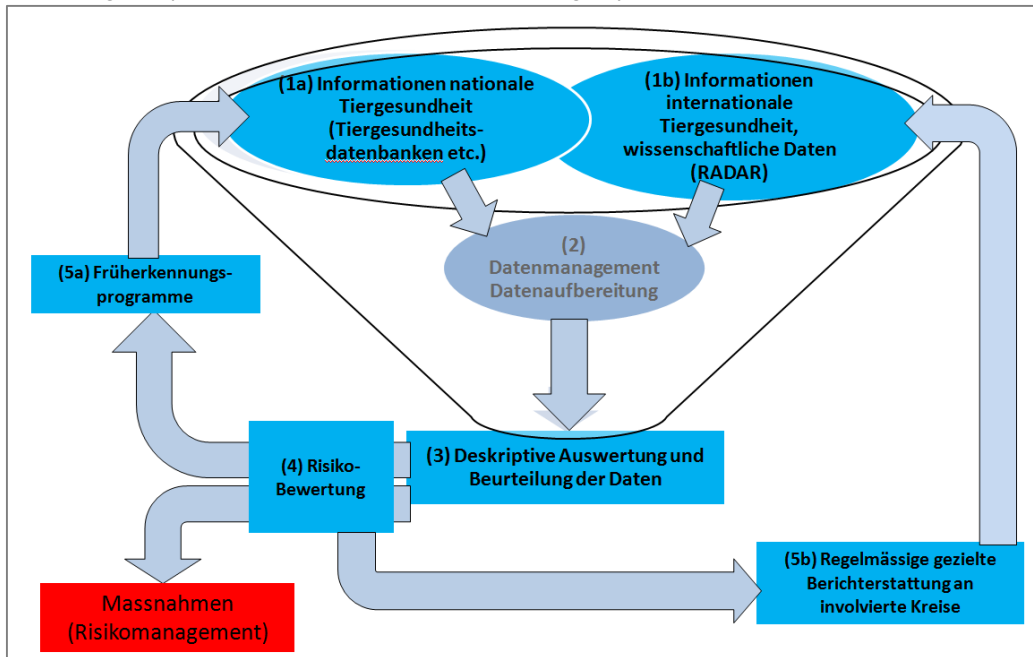 (1a) Informationen nationale
Tiergesundheit
(Tiergesundheits-
datenbanken etc.)
(1b) Informationen
internationale
Tiergesundheit,
wissenschaftliche Daten
(RADAR)
(2)
Datenmanagement
Datenaufbereitung
(5a) Früherkennungs-
programme
(4) Risiko-
Bewertung
(3) Deskriptive Auswertung und
Beurteilung der Daten
Massnahmen
(Risikomanagement)
(5b) Regelmässige gezielte
Berichterstattung an
involvierte Kreise